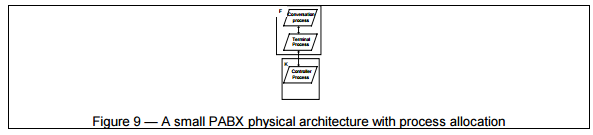 F
Conversation
process
Terminal
Process
K
Controller
Process
Figure 9 — A small PABX physical architecture with process allocation